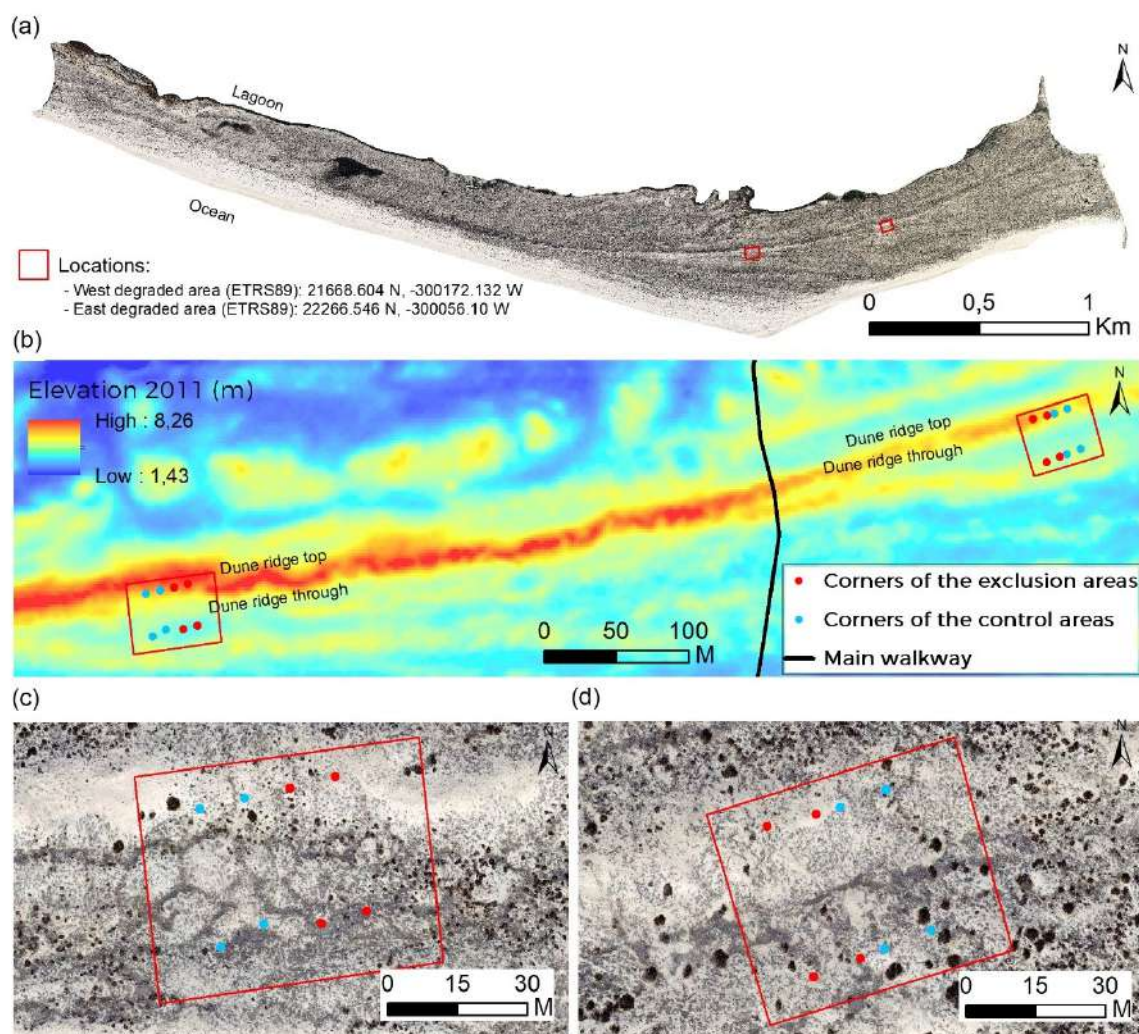 (a)
N
Lagoon
Ocean
Locations:
- West degraded area (ETRS89): 21668.604 N, -300172.132 W
- East degraded area (ETRS89): 22266.546 N, -300056.10 W
0 0,5 1
Km
(b)
Elevation 2011 (m)
High : 8,26
Low : 1,43
N
Dune ridge top
Dune ridge through
Dune ridge top
Dune ridge through
0 50 100
M
Corners of the exclusion areas
Corners of the control areas
Main walkway
(c)
N
0 15 30
M
(d)
N
0 15 30
M